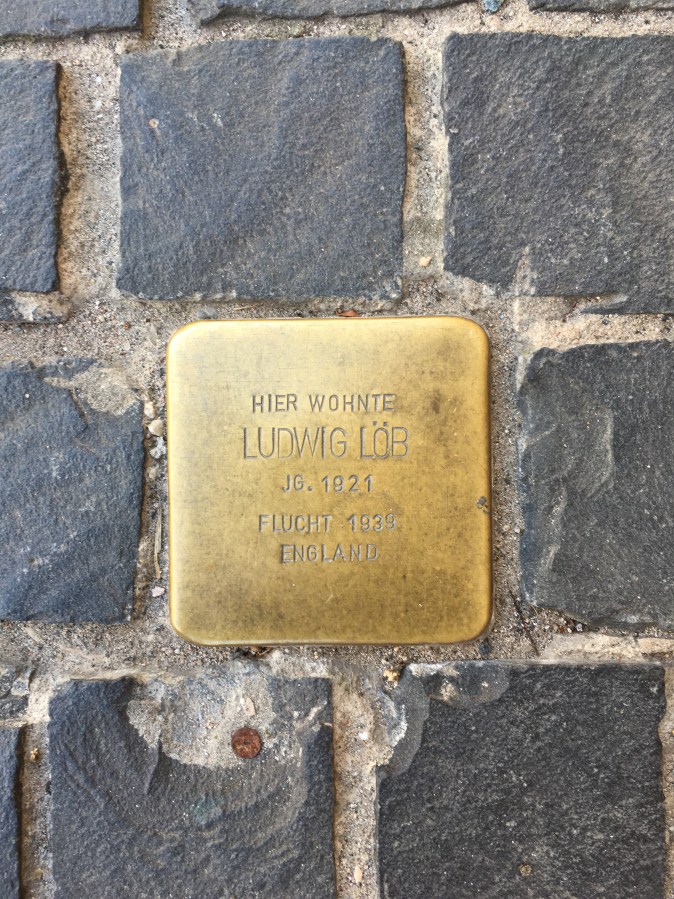 HIER WOHNTE
LUDWIG LÖB
JG. 1921
FLUCHT 1939
ENGLAND